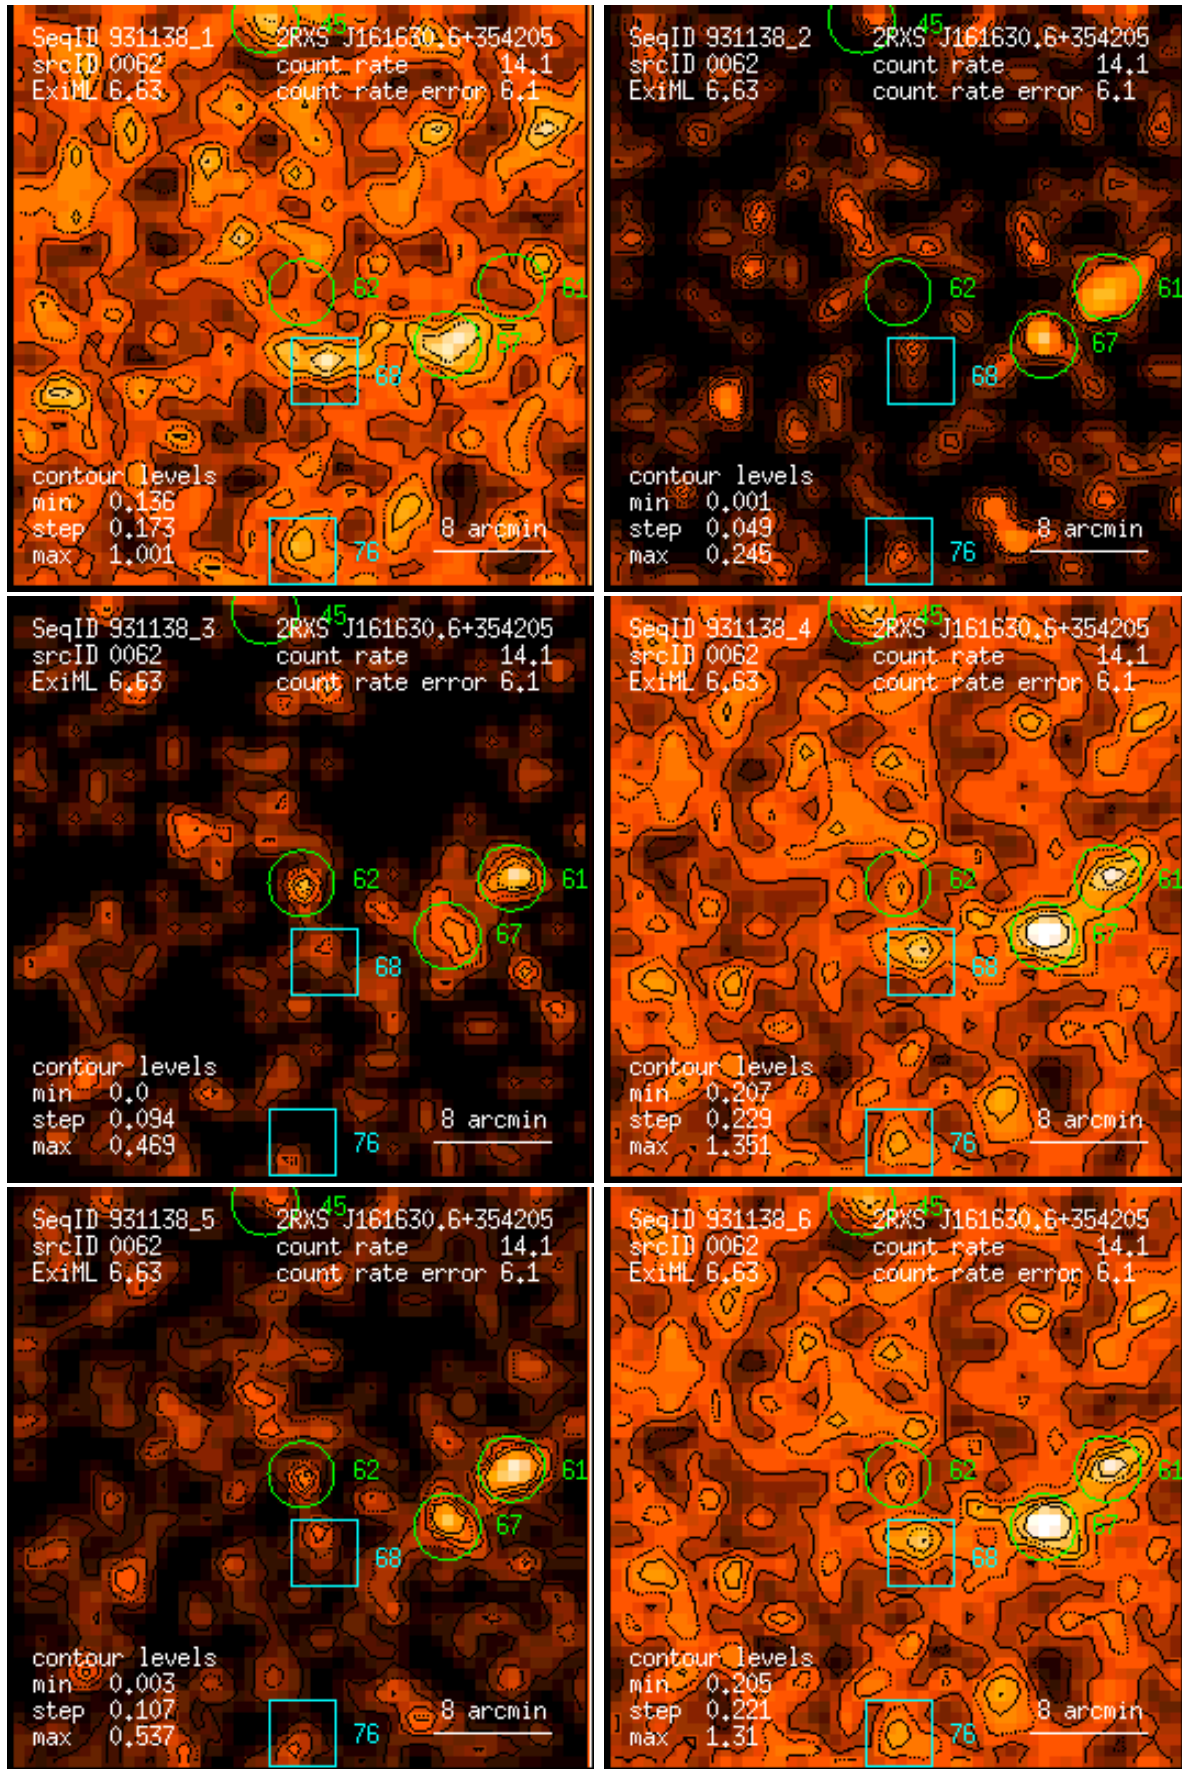 45
SeqID 931138_1 2RXS J161630.6+354205
srcID 0062 count rate 14.1
ExiML 6.63 count rate error 6.1
62
61
67
68
contour levels
min 0.136
step 0.173 8 arcmin
max 1.001
76
45
SeqID 931138_2 2RXS J161630.6+354205
srcID 0062 count rate 14.1
ExiML 6.63 count rate error 6.1
62
61
67
68
contour levels
min 0.001
step 0.049 8 arcmin
max 0.245
76
45
SeqID 931138_3 2RXS J161630.6+354205
srcID 0062 count rate 14.1
ExiML 6.63 count rate error 6.1
62
61
67
68
contour levels
min 0.0
step 0.094 8 arcmin
max 0.469
76
45
SeqID 931138_4 2RXS J161630.6+354205
srcID 0062 count rate 14.1
ExiML 6.63 count rate error 6.1
62
61
67
68
contour levels
min 0.207
step 0.229 8 arcmin
max 1.351
76
45
SeqID 931138_5 2RXS J161630.6+354205
srcID 0062 count rate 14.1
ExiML 6.63 count rate error 6.1
62
61
67
68
contour levels
min 0.003
step 0.107 8 arcmin
max 0.537
76
45
SeqID 931138_6 2RXS J161630.6+354205
srcID 0062 count rate 14.1
ExiML 6.63 count rate error 6.1
62
61
67
68
contour levels
min 0.205
step 0.221 8 arcmin
max 1.31
76